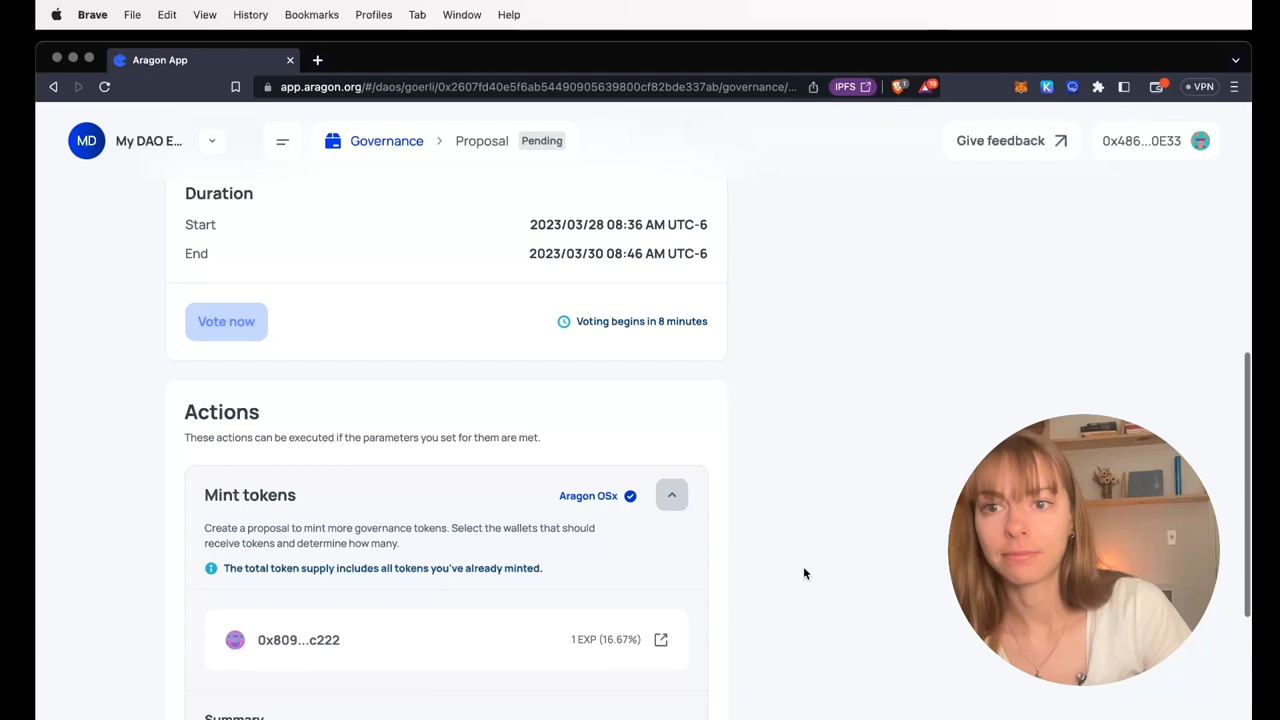 Brave File Edit View History Bookmarks Profiles Tab Window Help
Aragon App
app.aragon.org/#/daos/goerli/0x2607fd40e5f6ab54490905639800cf82bde337ab/governance/... IPFS 1 19 VPN
MD My DAO E... Governance > Proposal Pending Give feedback 0x486...0E33
Duration
Start 2023/03/28 08:36 AM UTC-6
End 2023/03/30 08:46 AM UTC-6
Vote now Voting begins in 8 minutes
Actions
These actions can be executed if the parameters you set for them are met.
Mint tokens Aragon OSx
Create a proposal to mint more governance tokens. Select the wallets that should
receive tokens and determine how many.
The total token supply includes all tokens you've already minted.
0x809...c222 1 EXP (16.67%)
Summary